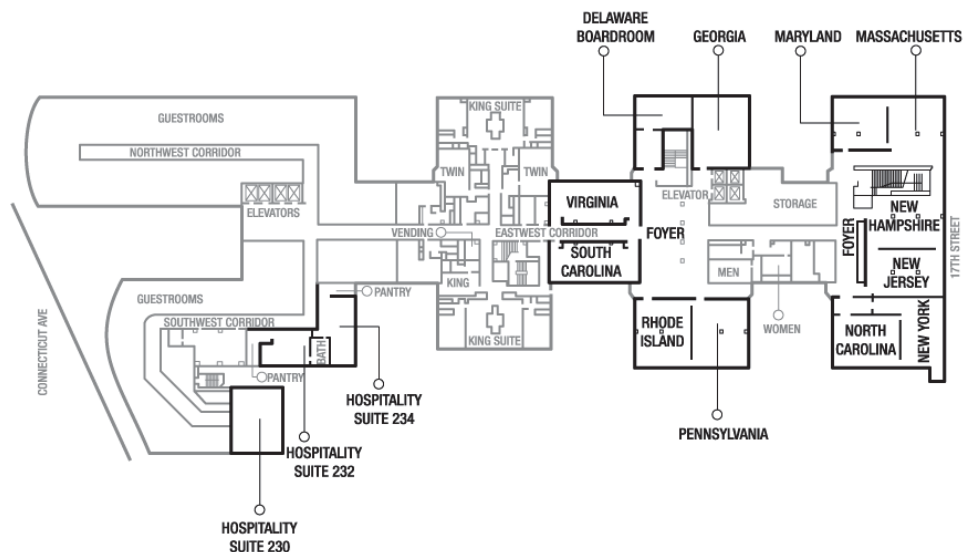 DELAWARE
BOARDROOM
GEORGIA
MARYLAND
MASSACHUSETTS
GUESTROOMS
KING SUITE
NORTHWEST CORRIDOR
TWIN
TWIN
ELEVATORS
VIRGINIA
ELEVATOR
STORAGE
NEW
HAMPSHIRE
VENDING
EASTWEST CORRIDOR
FOYER
FOYER
17TH STREET
SOUTH
CAROLINA
KING
MEN
NEW
JERSEY
PANTRY
GUESTROOMS
SOUTHWEST CORRIDOR
CONNECTICUT AVE
BATH
KING SUITE
RHODE
ISLAND
WOMEN
NORTH
CAROLINA
NEW YORK
PANTRY
HOSPITALITY
SUITE 234
PENNSYLVANIA
HOSPITALITY
SUITE 232
HOSPITALITY
SUITE 230